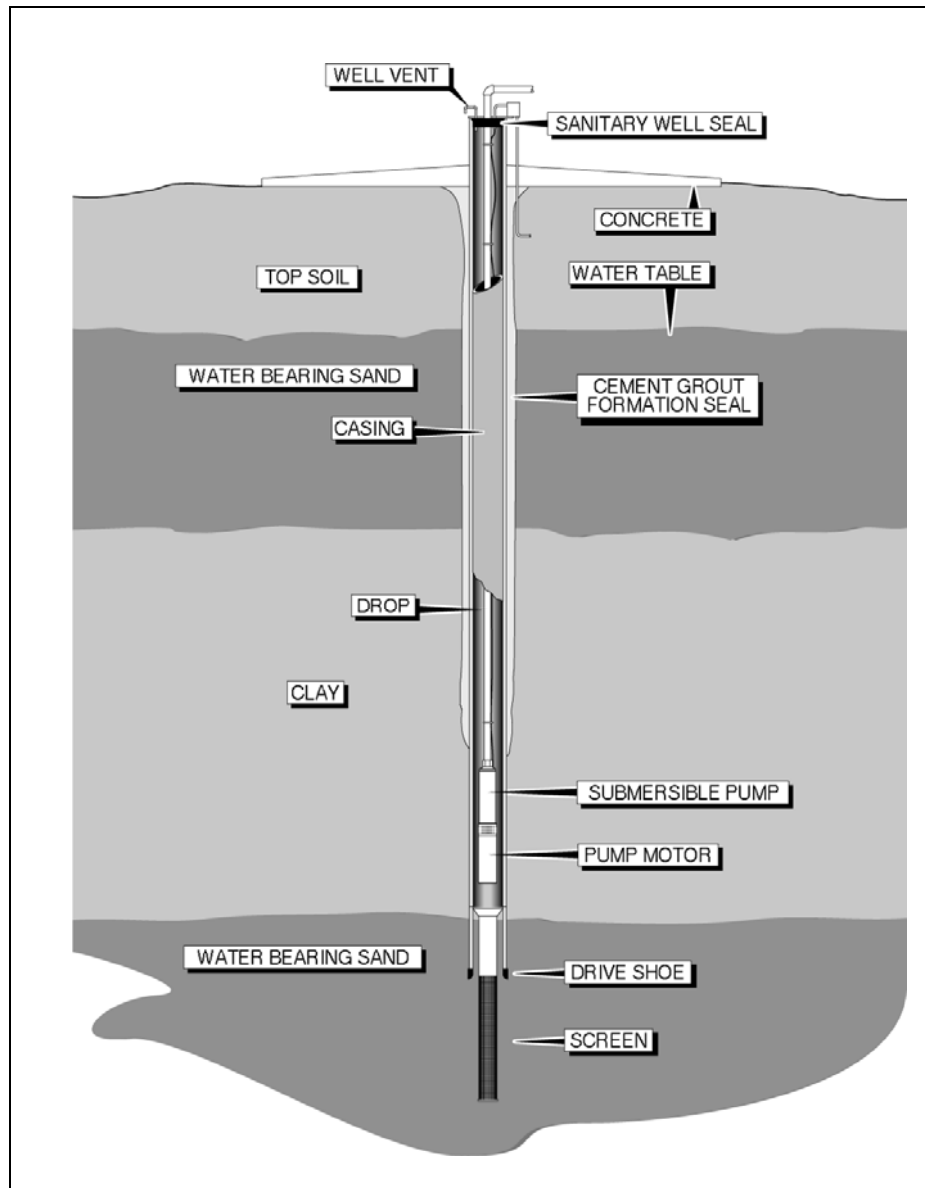 WELL VENT
SANITARY WELL SEAL
CONCRETE
TOP SOIL
WATER TABLE
WATER BEARING SAND
CEMENT GROUT
FORMATION SEAL
CASING
DROP
CLAY
SUBMERSIBLE PUMP
PUMP MOTOR
WATER BEARING SAND
DRIVE SHOE
SCREEN